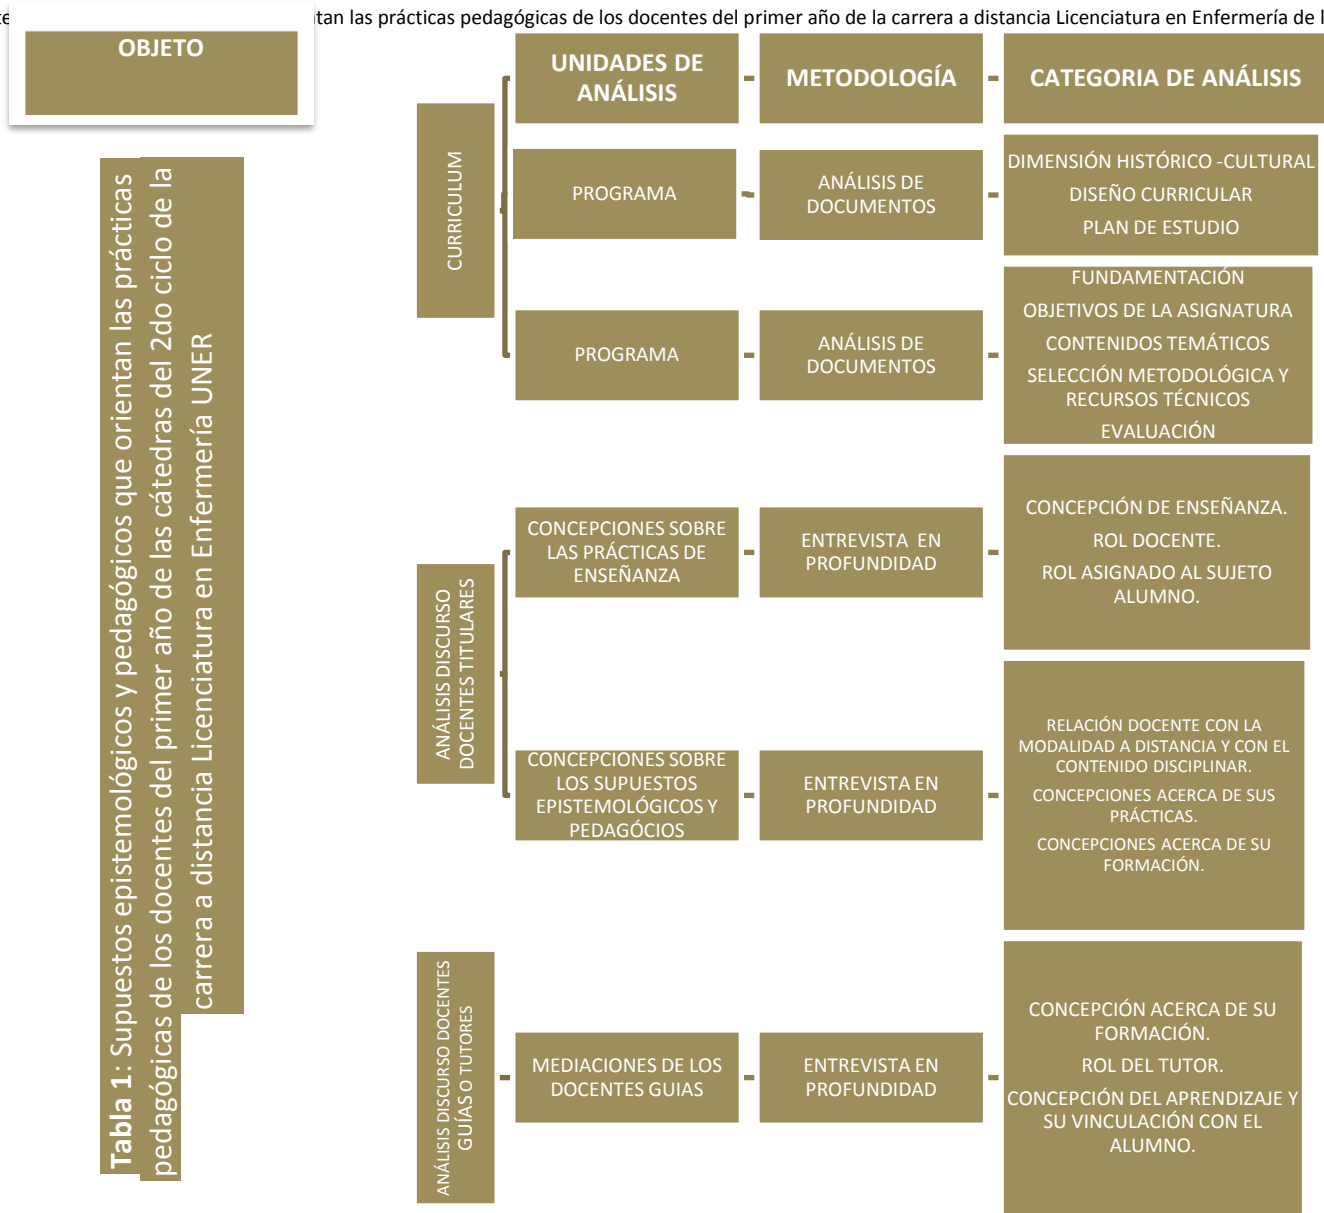 tan las prácticas pedagógicas de los docentes del primer año de la carrera a distancia Licenciatura en Enfermería de l
OBJETO
UNIDADES DE
ANÁLISIS
METODOLOGÍA
CATEGORIA DE ANÁLISIS
Tabla 1: Supuestos epistemológicos y pedagógicos que orientan las prácticas
pedagógicas de los docentes del primer año de las cátedras del 2do ciclo de la
carrera a distancia Licenciatura en Enfermería UNER
CURRICULUM
PROGRAMA
ANÁLISIS DE
DOCUMENTOS
DIMENSIÓN HISTÓRICO -CULTURAL
DISEÑO CURRICULAR
PLAN DE ESTUDIO
PROGRAMA
ANÁLISIS DE
DOCUMENTOS
FUNDAMENTACIÓN
OBJETIVOS DE LA ASIGNATURA
CONTENIDOS TEMÁTICOS
SELECCIÓN METODOLÓGICA Y
RECURSOS TÉCNICOS
EVALUACIÓN
ANÁLISIS DISCURSO
DOCENTES TITULARES
CONCEPCIONES SOBRE
LAS PRÁCTICAS DE
ENSEÑANZA
ENTREVISTA EN
PROFUNDIDAD
CONCEPCIÓN DE ENSEÑANZA.
ROL DOCENTE.
ROL ASIGNADO AL SUJETO
ALUMNO.
CONCEPCIONES SOBRE
LOS SUPUESTOS
EPISTEMOLÓGICOS Y
PEDAGÓCIOS
ENTREVISTA EN
PROFUNDIDAD
RELACIÓN DOCENTE CON LA
MODALIDAD A DISTANCIA Y CON EL
CONTENIDO DISCIPLINAR.
CONCEPCIONES ACERCA DE SUS
PRÁCTICAS.
CONCEPCIONES ACERCA DE SU
FORMACIÓN.
ANÁLISIS DISCURSO DOCENTES
GUÍAS O TUTORES
MEDIACIONES DE LOS
DOCENTES GUIAS
ENTREVISTA EN
PROFUNDIDAD
CONCEPCIÓN ACERCA DE SU
FORMACIÓN.
ROL DEL TUTOR.
CONCEPCIÓN DEL APRENDIZAJE Y
SU VINCULACIÓN CON EL
ALUMNO.